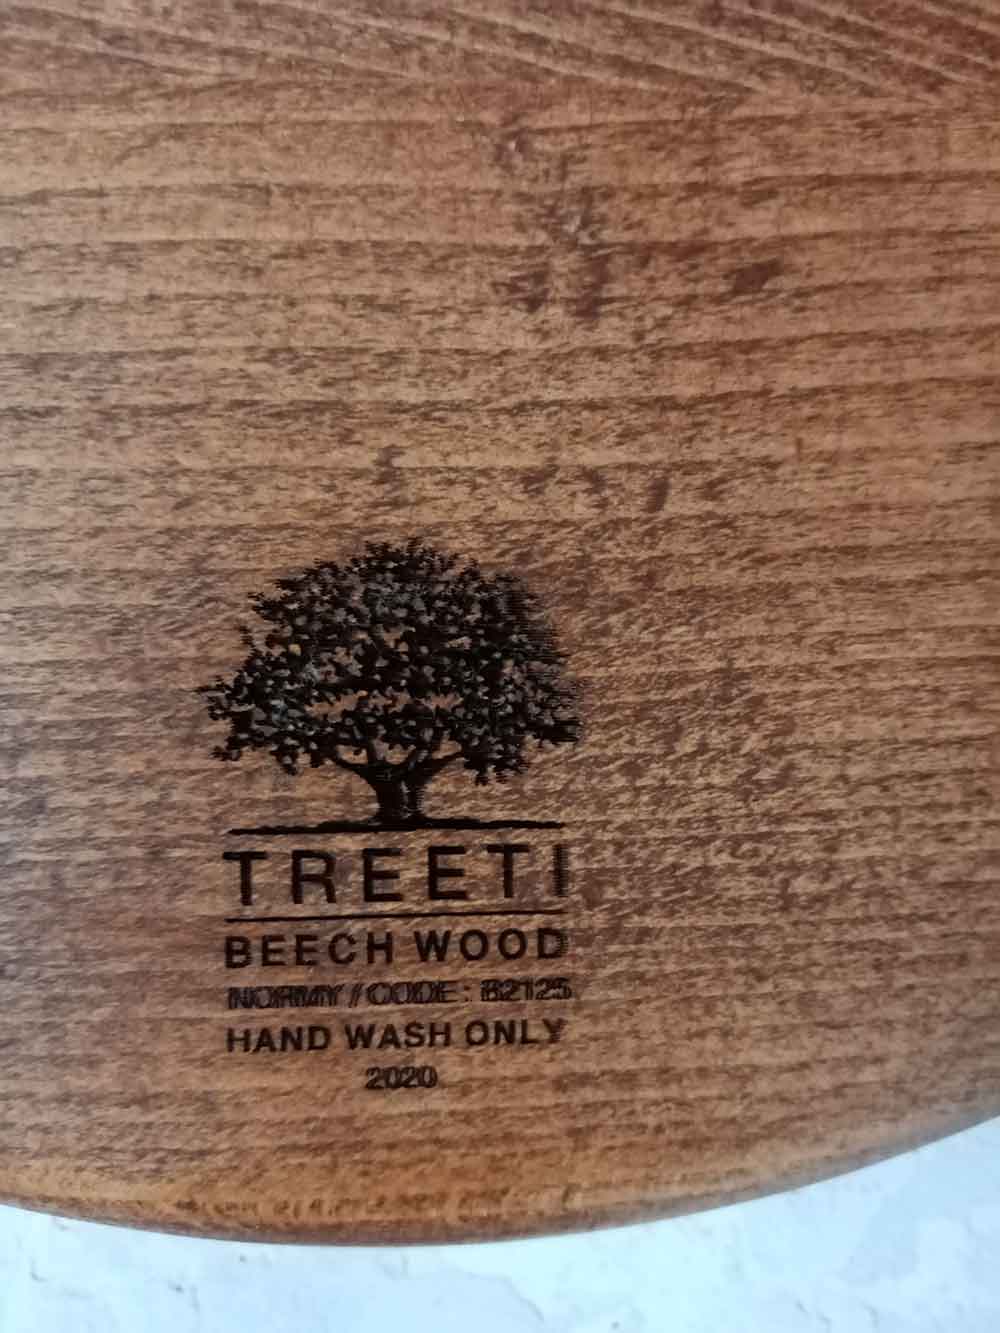 TREETI
BEECH WOOD
/ CODE: B2125
HAND WASH ONLY
2020